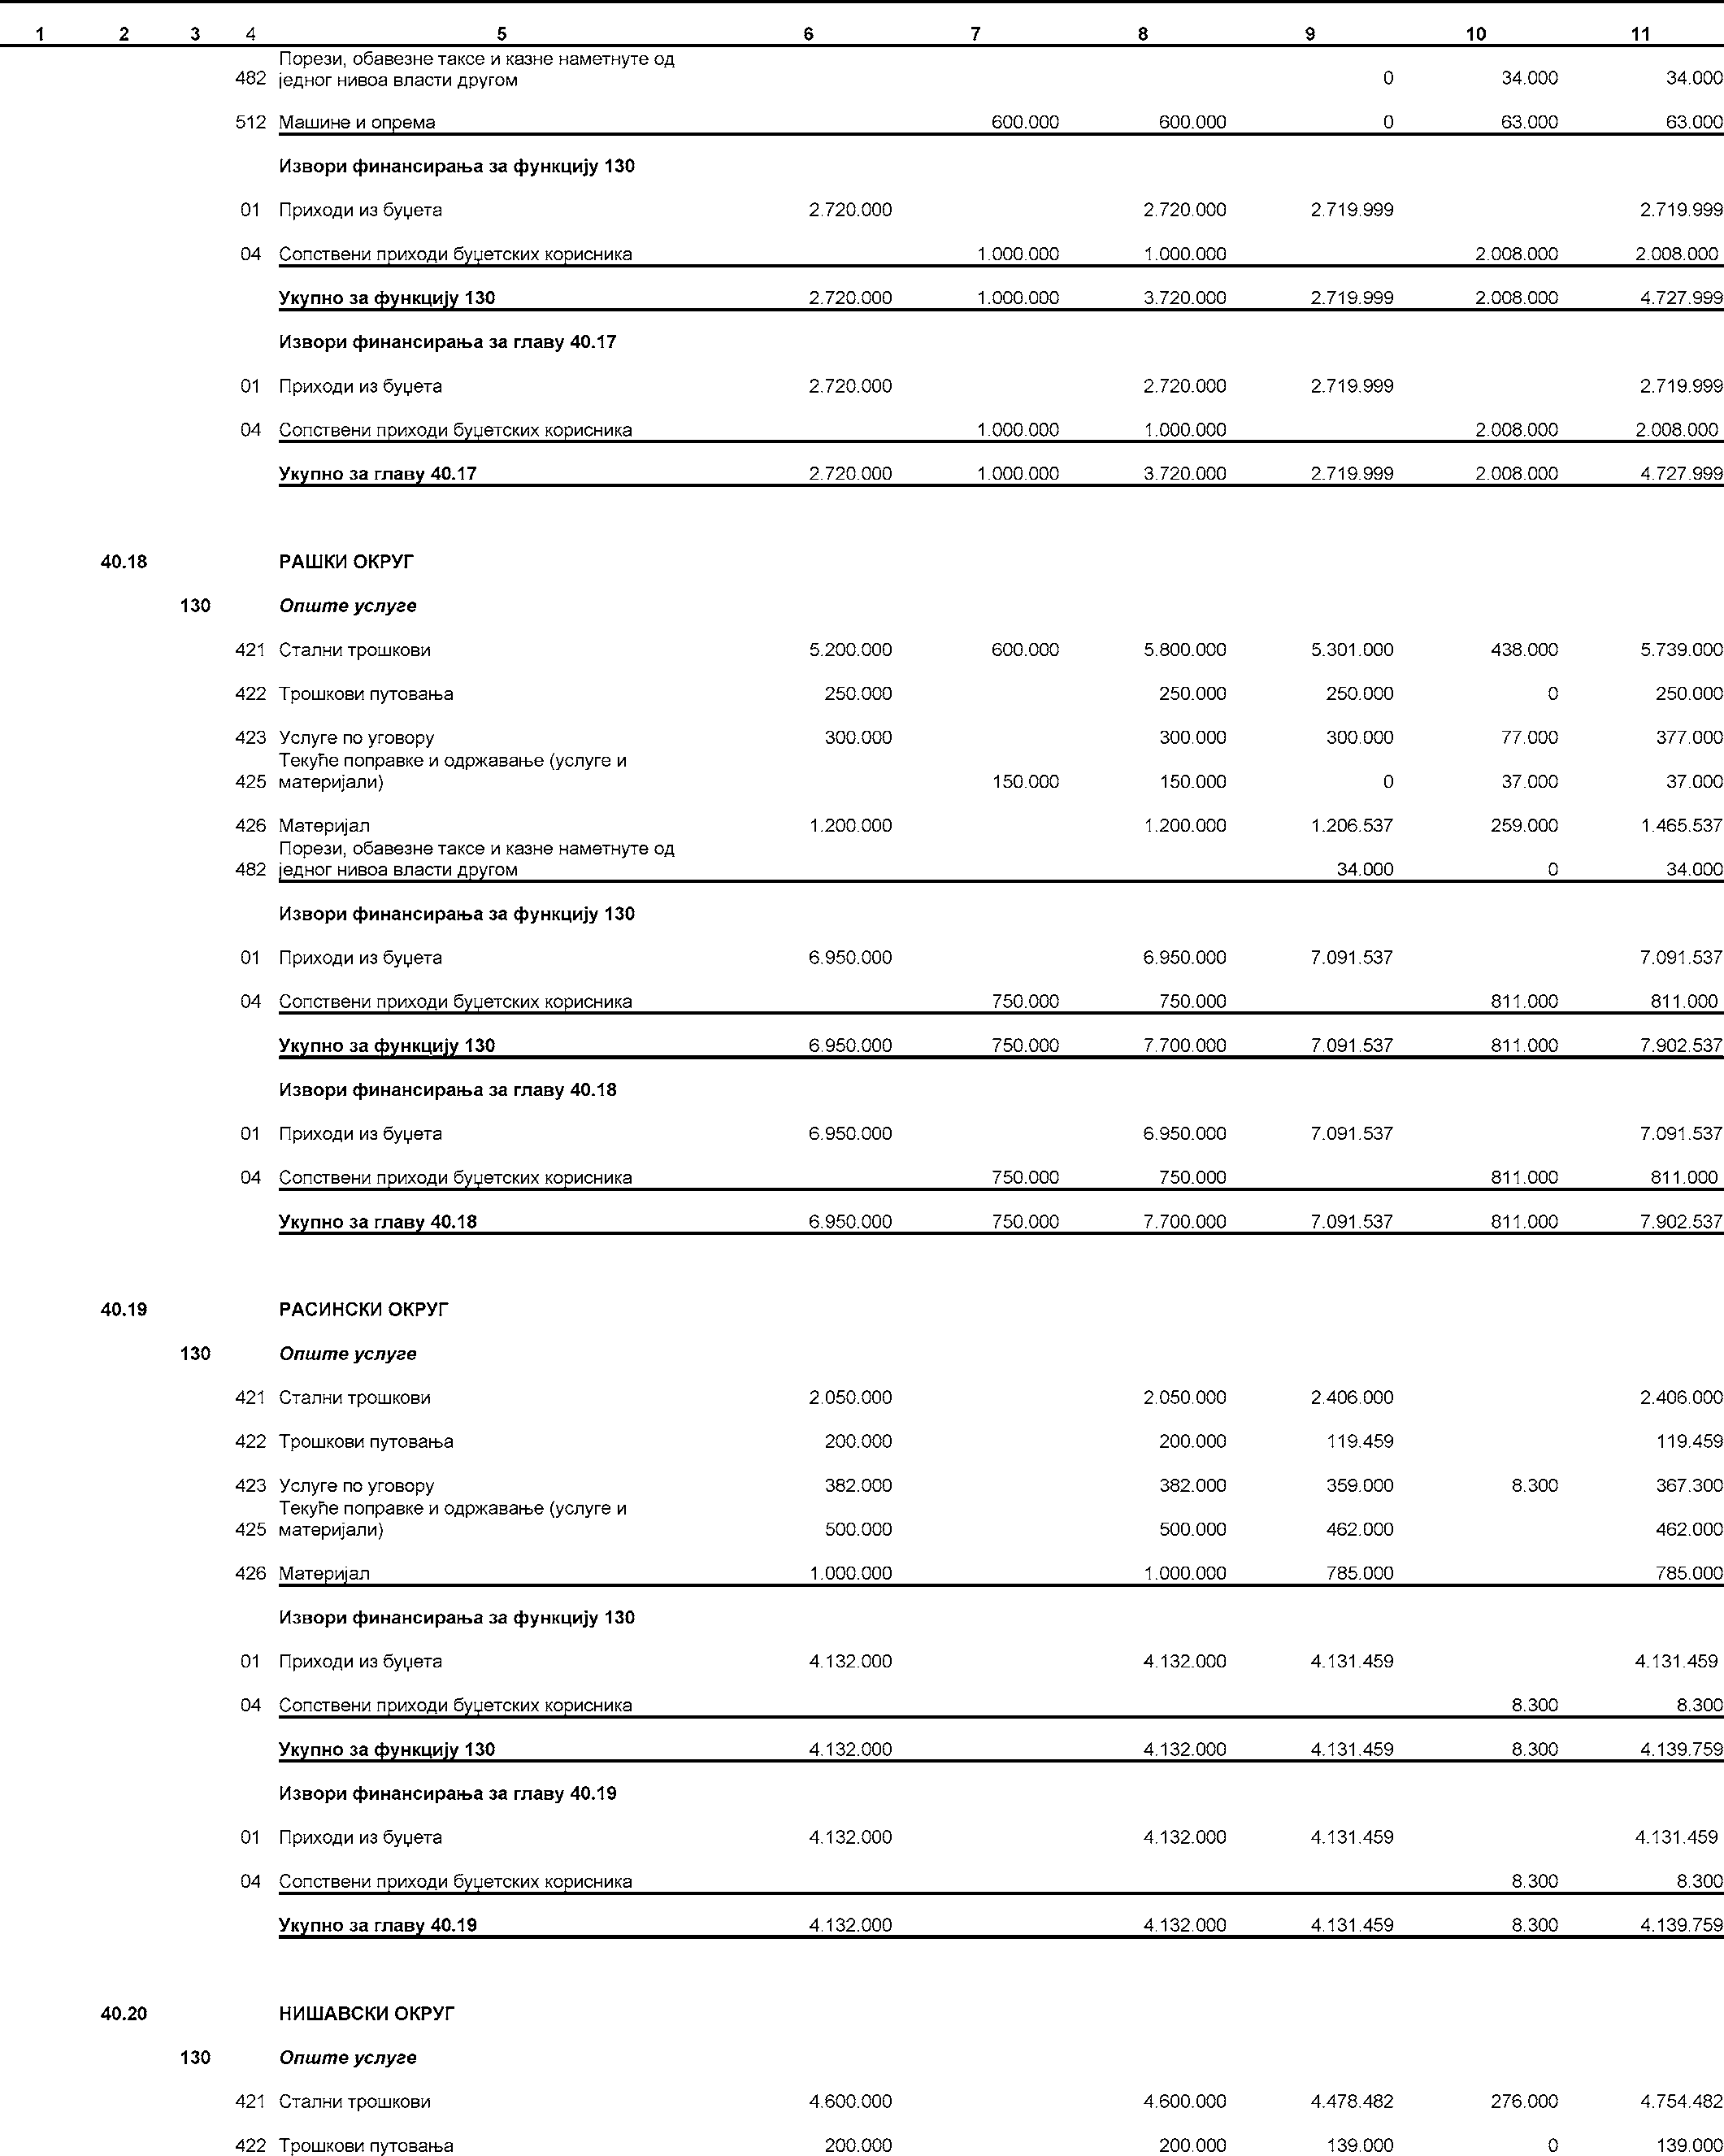 1 2 3 4 5 6 7 8 9 10 11
Порези, обавезне таксе и казне наметнуте од
482 једног нивоа власти другом 0 34.000 34.000
512 Машине и опрема 600.000 600.000 0 63.000 63.000
Извори финансирања за функцију 130
01 Приходи из буџета 2.720.000 2.720.000 2.719.999 2.719.999
04 Сопствени приходи буџетских корисника 1.000.000 1.000.000 2.008.000 2.008.000
Укупно за функцију 130 2.720.000 1.000.000 3.720.000 2.719.999 2.008.000 4.727.999
Извори финансирања за главу 40.17
01 Приходи из буџета 2.720.000 2.720.000 2.719.999 2.719.999
04 Сопствени приходи буџетских корисника 1.000.000 1.000.000 2.008.000 2.008.000
Укупно за главу 40.17 2.720.000 1.000.000 3.720.000 2.719.999 2.008.000 4.727.999
40.18 РАШКИ ОКРУГ
130 Опште услуге
421 Стални трошкови 5.200.000 600.000 5.800.000 5.301.000 438.000 5.739.000
422 Трошкови путовања 250.000 250.000 250.000 0 250.000
423 Услуге по уговору 300.000 300.000 300.000 77.000 377.000
Текуће поправке и одржавање (услуге и
425 материјали) 150.000 150.000 0 37.000 37.000
426 Материјал 1.200.000 1.200.000 1.206.537 259.000 1.465.537
Порези, обавезне таксе и казне наметнуте од
482 једног нивоа власти другом 34.000 0 34.000
Извори финансирања за функцију 130
01 Приходи из буџета 6.950.000 6.950.000 7.091.537 7.091.537
04 Сопствени приходи буџетских корисника 750.000 750.000 811.000 811.000
Укупно за функцију 130 6.950.000 750.000 7.700.000 7.091.537 811.000 7.902.537
Извори финансирања за главу 40.18
01 Приходи из буџета 6.950.000 6.950.000 7.091.537 7.091.537
04 Сопствени приходи буџетских корисника 750.000 750.000 811.000 811.000
Укупно за главу 40.18 6.950.000 750.000 7.700.000 7.091.537 811.000 7.902.537
40.19 РАСИНСКИ ОКРУГ
130 Опште услуге
421 Стални трошкови 2.050.000 2.050.000 2.406.000 2.406.000
422 Трошкови путовања 200.000 200.000 119.459 119.459
423 Услуге по уговору 382.000 382.000 359.000 8.300 367.300
Текуће поправке и одржавање (услуге и
425 материјали) 500.000 500.000 462.000 462.000
426 Материјал 1.000.000 1.000.000 785.000 785.000
Извори финансирања за функцију 130
01 Приходи из буџета 4.132.000 4.132.000 4.131.459 4.131.459
04 Сопствени приходи буџетских корисника 8.300 8.300
Укупно за функцију 130 4.132.000 4.132.000 4.131.459 8.300 4.139.759
Извори финансирања за главу 40.19
01 Приходи из буџета 4.132.000 4.132.000 4.131.459 4.131.459
04 Сопствени приходи буџетских корисника 8.300 8.300
Укупно за главу 40.19 4.132.000 4.132.000 4.131.459 8.300 4.139.759
40.20 НИШАВСКИ ОКРУГ
130 Опште услуге
421 Стални трошкови 4.600.000 4.600.000 4.478.482 276.000 4.754.482
422 Трошкови путовања 200.000 200.000 139.000 0 139.000